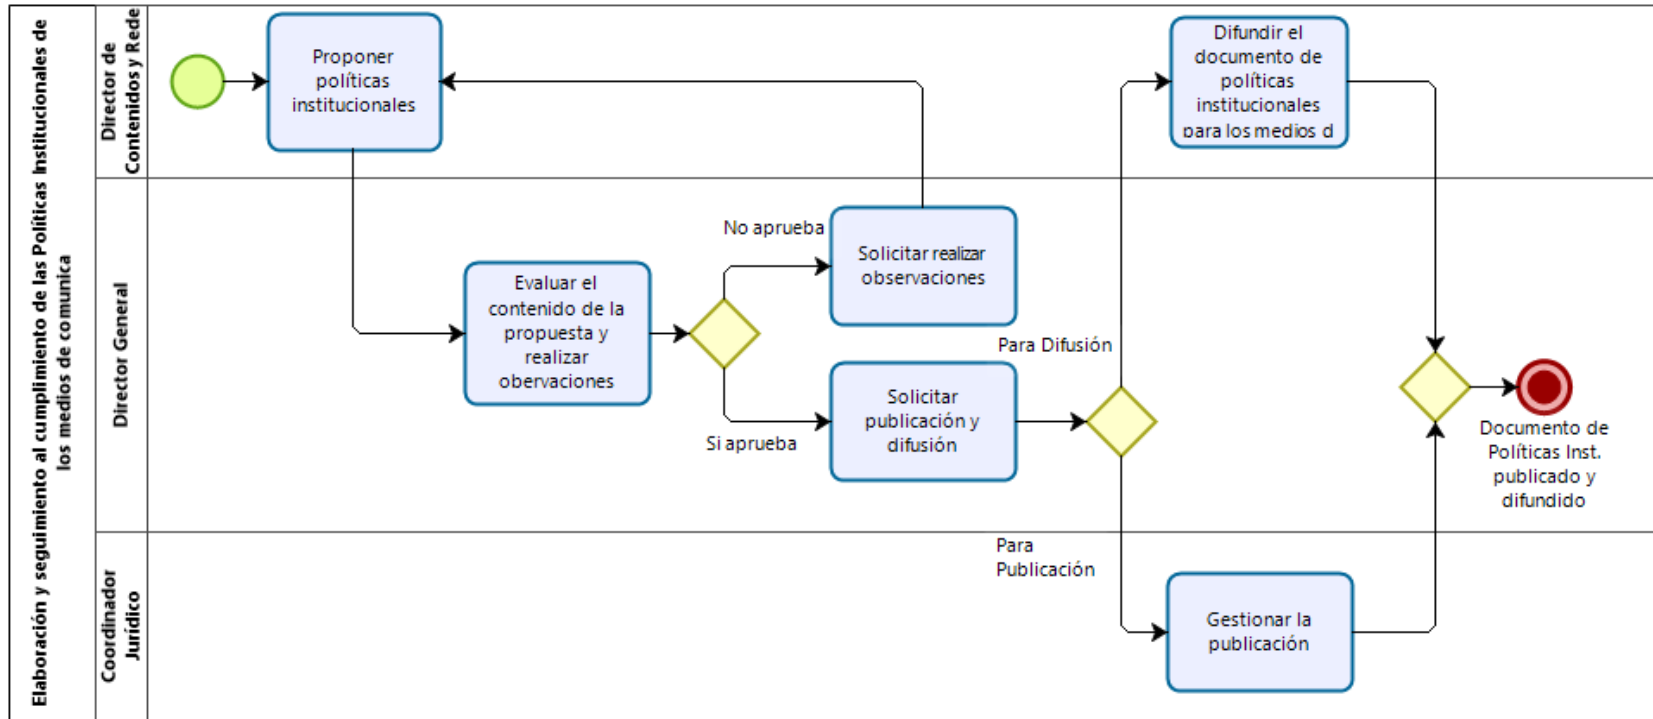 Elaboración y seguimiento al cumplimiento de las Políticas Institucionales de
los medios de comunica
Director de
Contenidos y Rede
Proponer
políticas
institucionales
Difundir el
documento de
políticas
institucionales
para los medios d
Director General
No aprueba
Solicitar realizar
observaciones
Evaluar el
contenido de la
propuesta y
realizar
obervaciones
Si aprueba
Solicitar
publicación y
difusión
Para Difusión
Documento de
Políticas Inst.
publicado y
difundido
Coordinador
Jurídico
Para
Publicación
Gestionar la
publicación